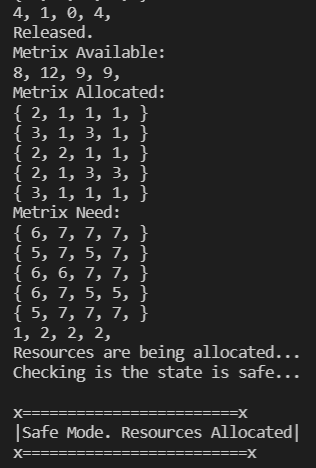 4, 1, 0, 4,
Released.
Metrix Available:
8, 12, 9, 9,
Metrix Allocated:
{ 2, 1, 1, 1, }
{ 3, 1, 3, 1, }
{ 2, 2, 1, 1, }
{ 2, 1, 3, 3, }
{ 3, 1, 1, 1, }
Metrix Need:
{ 6, 7, 7, 7, }
{ 5, 7, 5, 7, }
{ 6, 6, 7, 7, }
{ 6, 7, 5, 5, }
{ 5, 7, 7, 7, }
1, 2, 2, 2,
Resources are being allocated...
Checking is the state is safe...
x========================x
|Safe Mode. Resources Allocated|
x=========================x